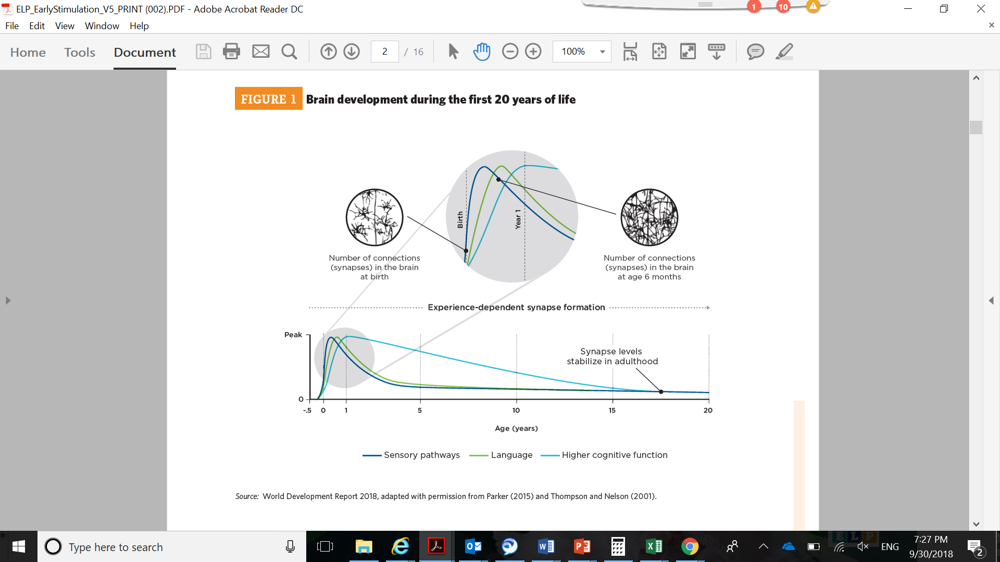 ELP_EarlyStimulation_V5_PRINT (002).PDF - Adobe Acrobat Reader DC
1
10
File Edit View Window Help
Home Tools Document
2 / 16
100%
FIGURE 1 Brain development during the first 20 years of life
Birth
Year 1
Number of connections
(synapses) in the brain
at birth
Number of connections
(synapses) in the brain
at age 6 months
Experience-dependent synapse formation
Peak
Synapse levels
stabilize in adulthood
0
-.5 0 1 5 10 15 20
Age (years)
Sensory pathways Language Higher cognitive function
Source: World Development Report 2018, adapted with permission from Parker (2015) and Thompson and Nelson (2001).
ELP
Type here to search
ENG
7:27 PM
9/30/2018
2